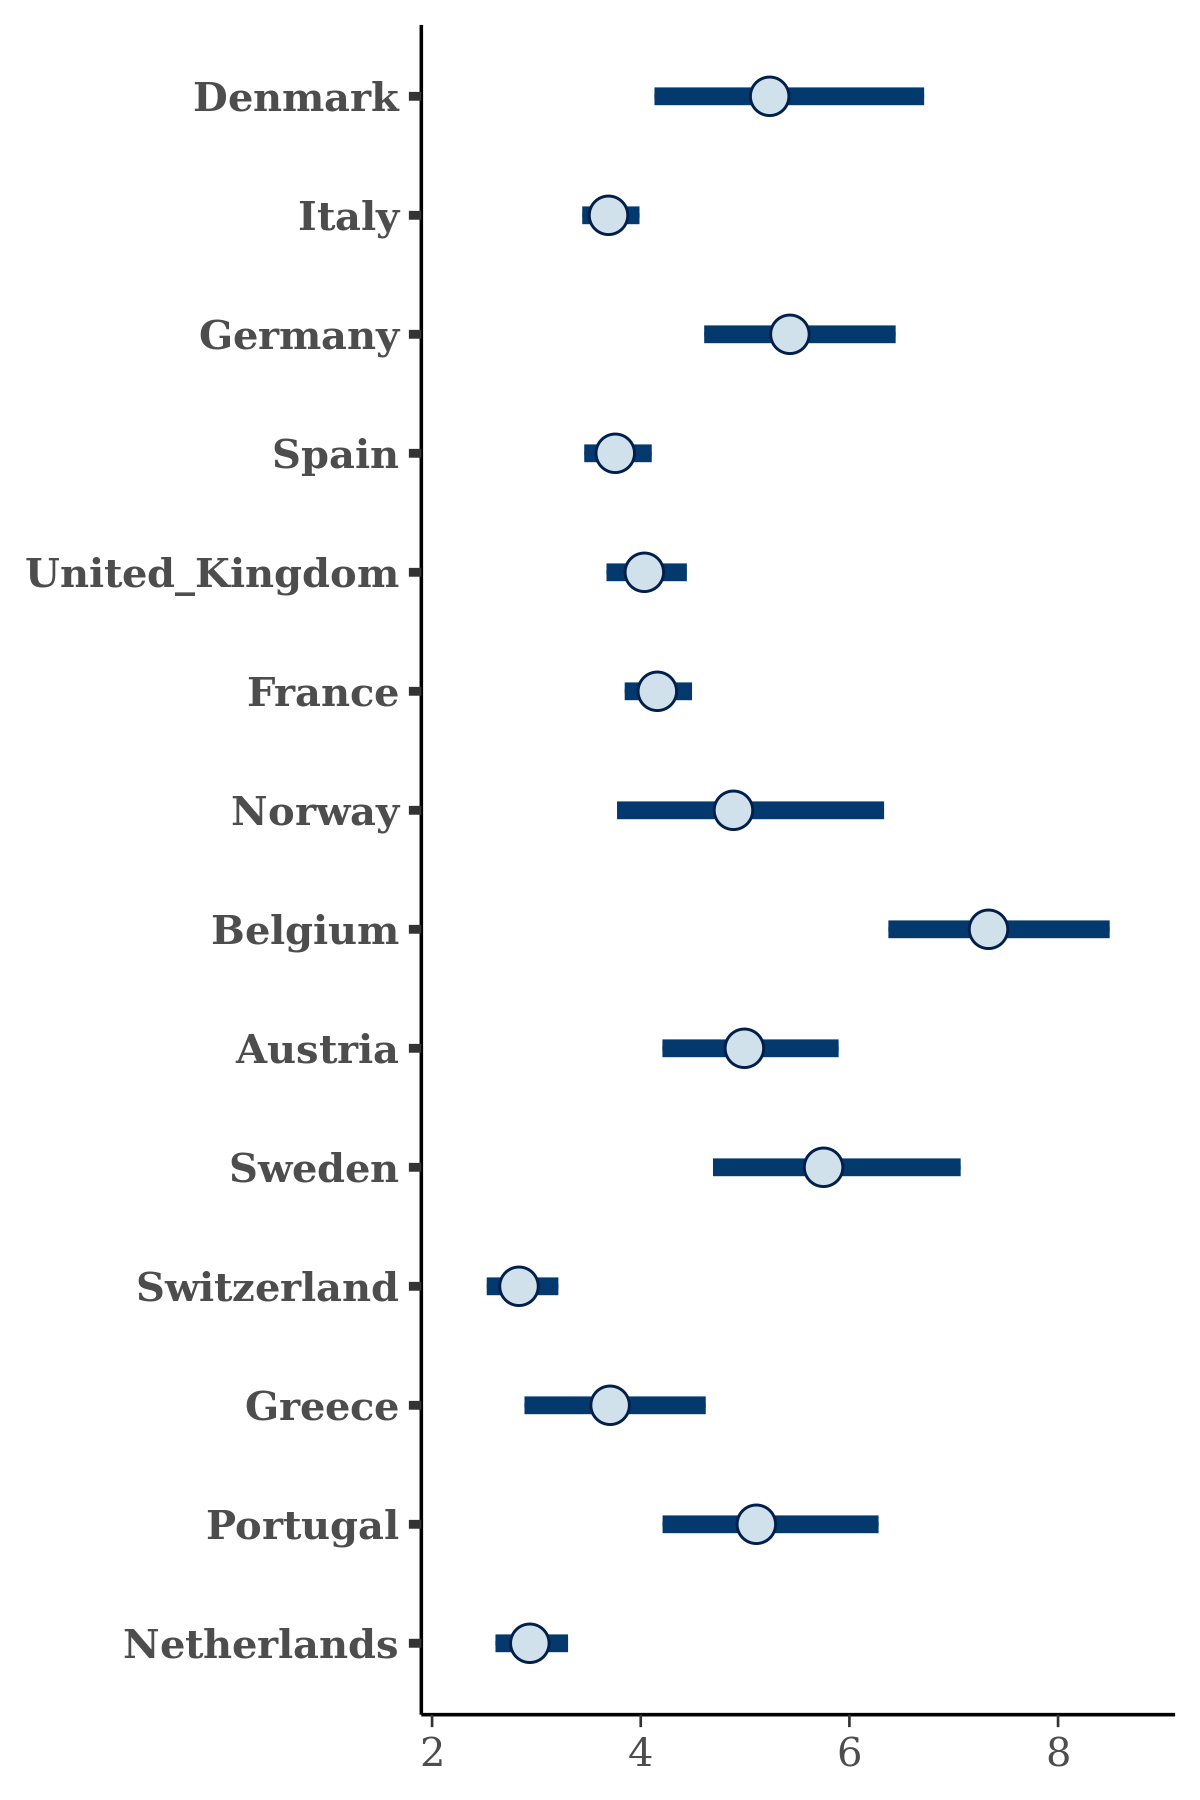 Denmark
Italy
Germany
Spain
United_Kingdom
France
Norway
Belgium
Austria
Sweden
Switzerland
Greece
Portugal
Netherlands
2 4 6 8